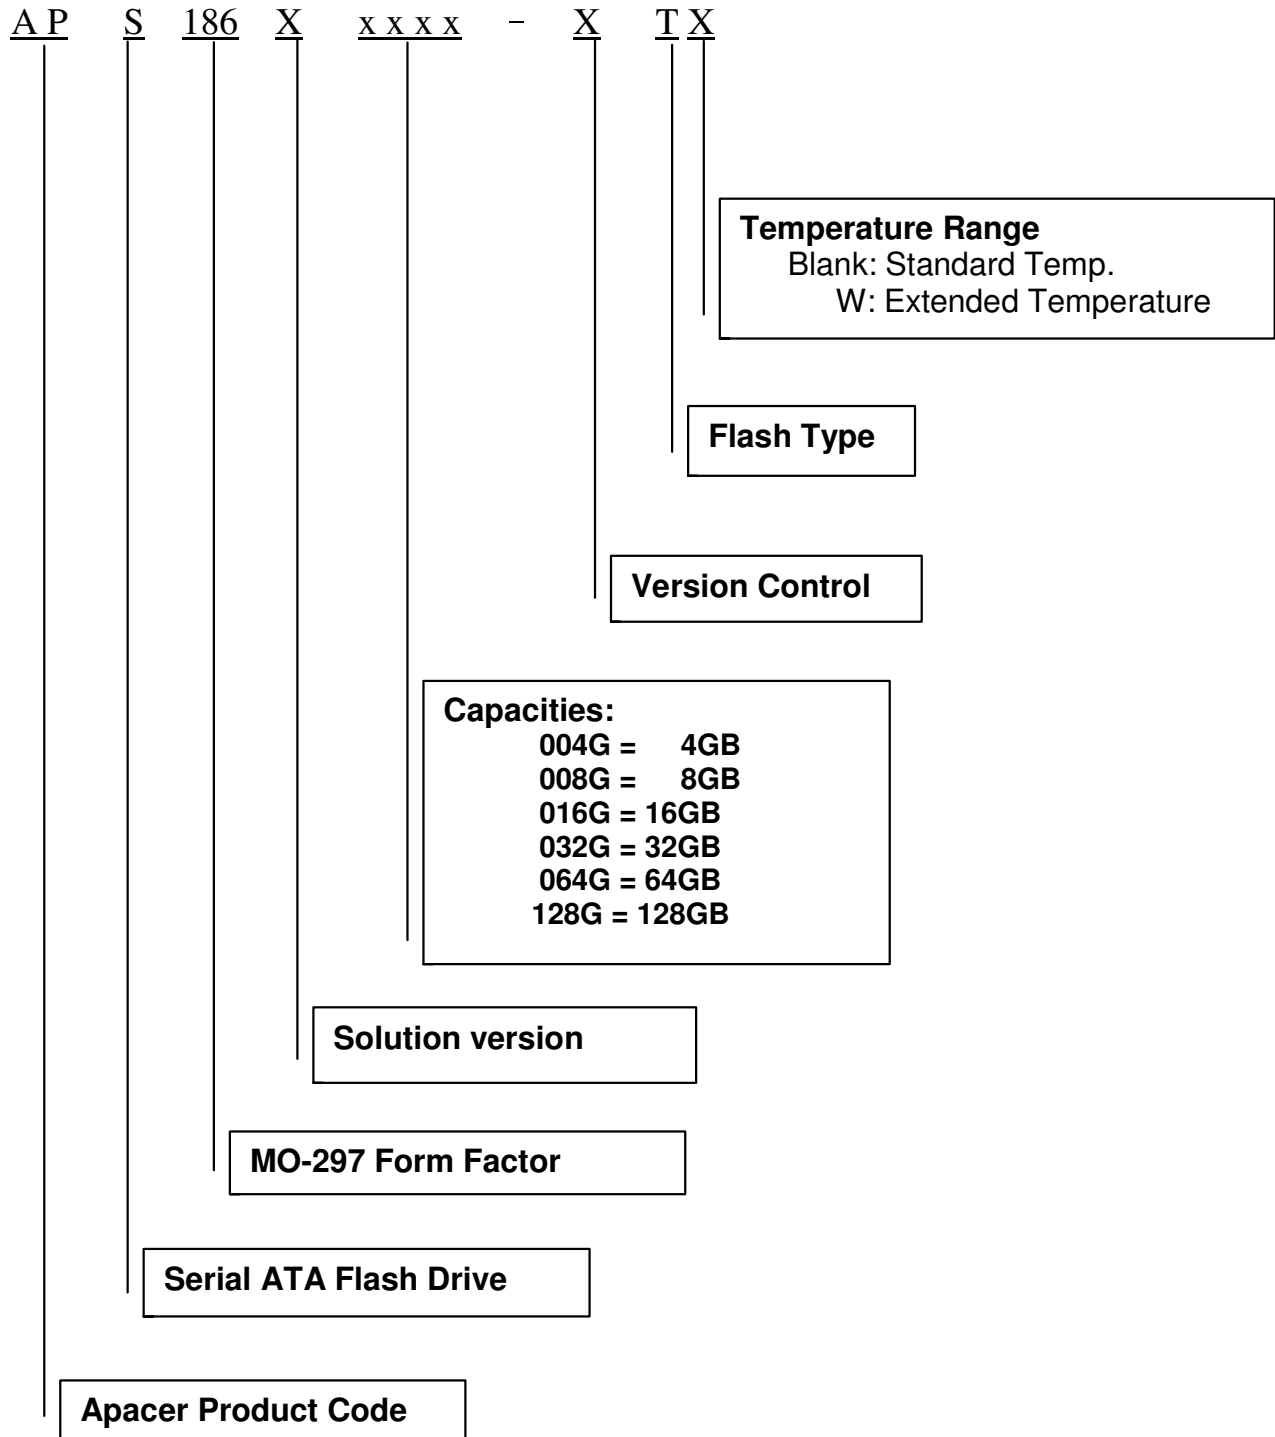 A P S 186 X x x x x - X T X
Temperature Range
Blank: Standard Temp.
W: Extended Temperature
Flash Type
Version Control
Capacities:
004G = 4GB
008G = 8GB
016G = 16GB
032G = 32GB
064G = 64GB
128G = 128GB
Solution version
MO-297 Form Factor
Serial ATA Flash Drive
Apacer Product Code